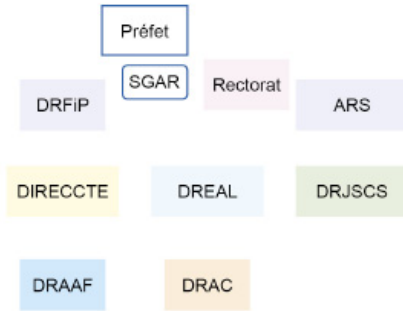 Préfet
SGAR
Rectorat
DRFiP
ARS
DIRECCTE
DREAL
DRJSCS
DRAAF
DRAC